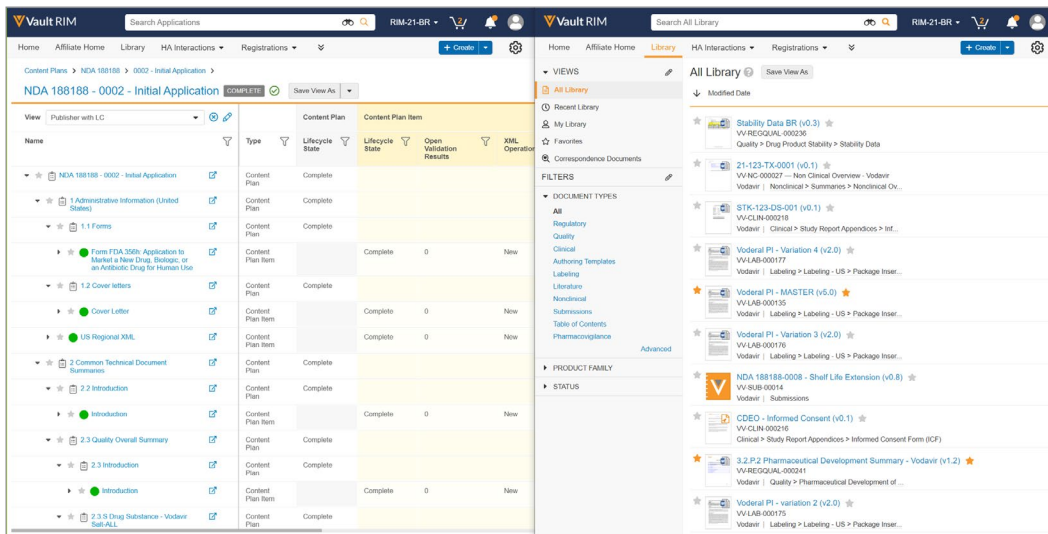 Vault RIM
Search Applications
RIM-21-BR
2
Home Affiliate Home Library HA Interactions Registrations
+ Create
Content Plans > NDA 188188 > 0002 - Initial Application >
NDA 188188 - 0002 - Initial Application COMPLETE Save View As
View Publisher with LC
Content Plan Content Plan Item
Name Type Lifecycle State Lifecycle State Open Validation Results XML Operation
NDA 188188 - 0002 - Initial Application Content Plan Complete
1 Administrative Information (United States) Content Plan Complete
1.1 Forms Content Plan Complete
Form FDA 356h: Application to Market a New Drug, Biologic, or an Antibiotic Drug for Human Use Content Plan Item Complete 0 New
1.2 Cover letters Content Plan Complete
Cover Letter Content Plan Item Complete 0 New
US Regional XML Content Plan Item Complete 0 New
2 Common Technical Document Summaries Content Plan Complete
2.2 Introduction Content Plan Complete
Introduction Content Plan Item Complete 0 New
2.3 Quality Overall Summary Content Plan Complete
2.3 Introduction Content Plan Complete
Introduction Content Plan Item Complete 0 New
2.3.S Drug Substance - Vodavir Salt-ALL Content Plan Complete
Vault RIM
Search All Library
RIM-21-BR
2
Home Affiliate Home Library HA Interactions Registrations
+ Create
VIEWS
All Library
Recent Library
My Library
Favorites
Correspondence Documents
FILTERS
DOCUMENT TYPES
All
Regulatory
Quality
Clinical
Authoring Templates
Labeling
Literature
Nonclinical
Submissions
Table of Contents
Pharmacovigilance
Advanced
PRODUCT FAMILY
STATUS
All Library Save View As
Modified Date
Stability Data BR (v0.3)
VV-REGQUAL-000236
Quality > Drug Product Stability > Stability Data
21-123-TX-0001 (v0.1)
VV-NC-000027 — Non Clinical Overview - Vodavir
Vodavir | Nonclinical > Summaries > Nonclinical Ov...
STK-123-DS-001 (v0.1)
VV-CLIN-000218
Vodavir | Clinical > Study Report Appendices > Inf...
Voderal PI - Variation 4 (v2.0)
VV-LAB-000177
Vodavir | Labeling > Labeling - US > Package Inser...
Voderal PI - MASTER (v5.0)
VV-LAB-000135
Vodavir | Labeling > Labeling - US > Package Inser...
Voderal PI - Variation 3 (v2.0)
VV-LAB-000176
Vodavir | Labeling > Labeling - US > Package Inser...
NDA 188188-0008 - Shelf Life Extension (v0.8)
VV-SUB-00014
Vodavir | Submissions
CDEO - Informed Consent (v0.1)
VV-CLIN-000216
Clinical > Study Report Appendices > Informed Consent Form (ICF)
3.2.P.2 Pharmaceutical Development Summary - Vodavir (v1.2)
VV-REGQUAL-000241
Vodavir | Quality > Pharmaceutical Development of ...
Voderal PI - variation 2 (v2.0)
VV-LAB-000175
Vodavir | Labeling > Labeling - US > Package Inser...